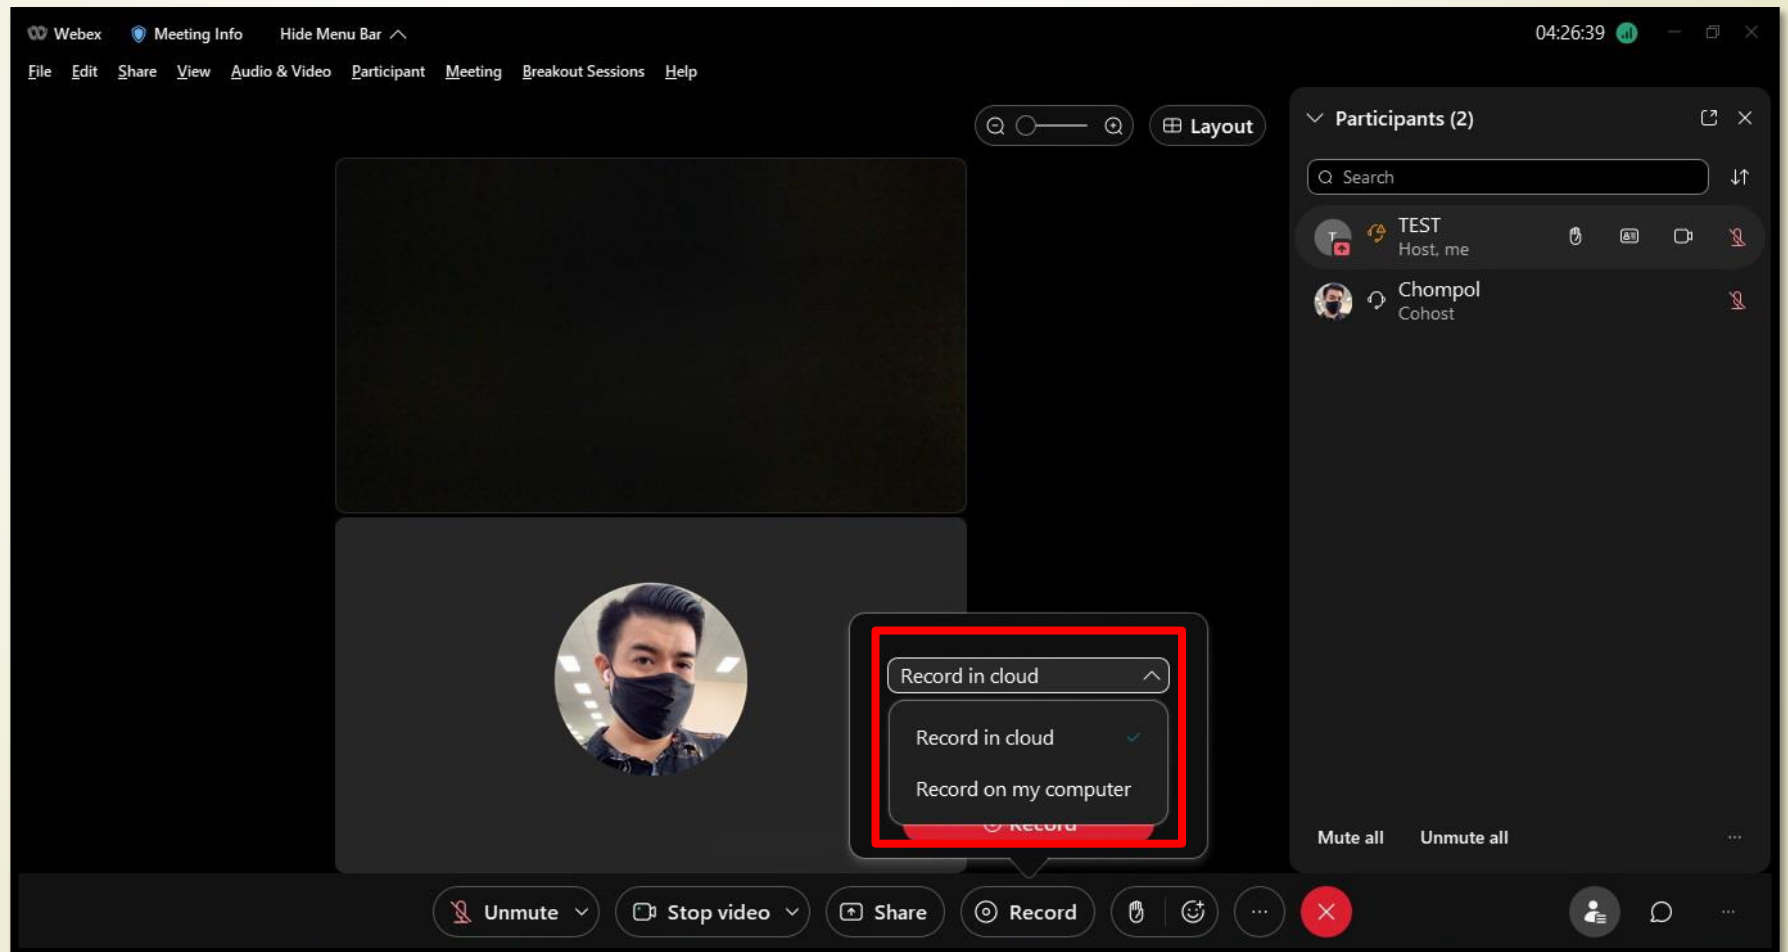 Webex Meeting Info Hide Menu Bar 04:26:39
File Edit Share View Audio & Video Participant Meeting Breakout Sessions Help
Layout
Participants (2)
Search
T TEST
Host, me
Chompol
Cohost
Record in cloud
Record in cloud
Record on my computer
Record
Mute all Unmute all
Unmute Stop video Share Record